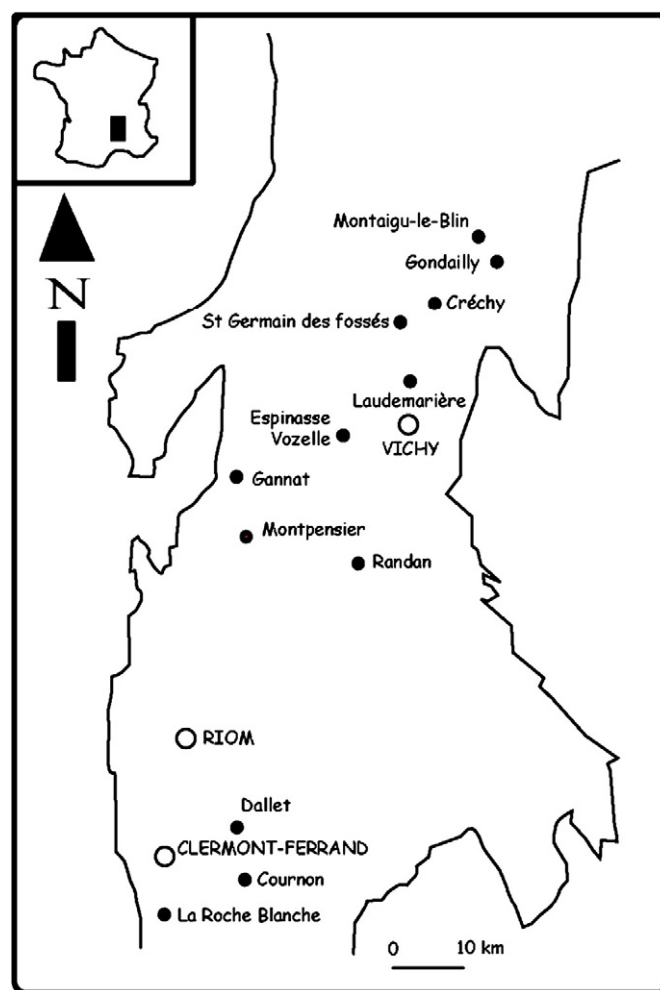 N
Montaigu-le-Blin
Gondailly
Créchy
St Germain des fossés
Laudemarière
Espinasse
Vozelle
VICHY
Gannat
Montpensier
Randan
RIOM
Dallet
CLERMONT-FERRAND
Cournon
La Roche Blanche
0 10 km